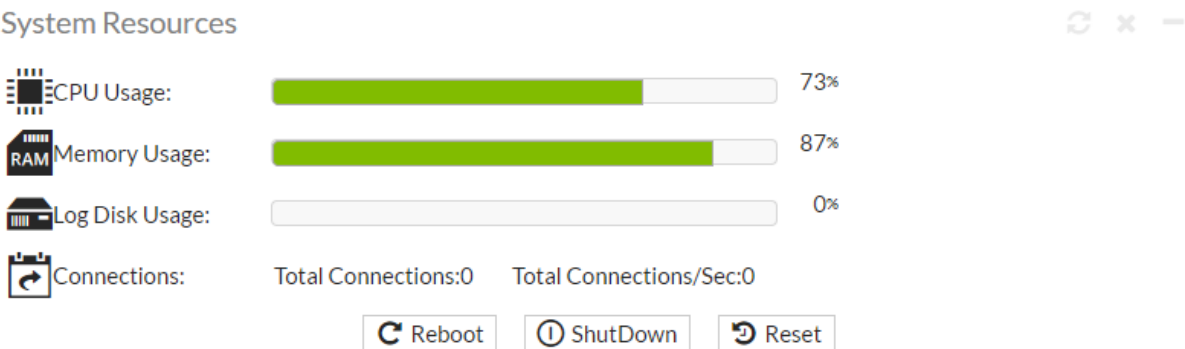 System Resources
CPU Usage: 73%
RAM Memory Usage: 87%
Log Disk Usage: 0%
Connections: Total Connections:0 Total Connections/Sec:0
Reboot ShutDown Reset